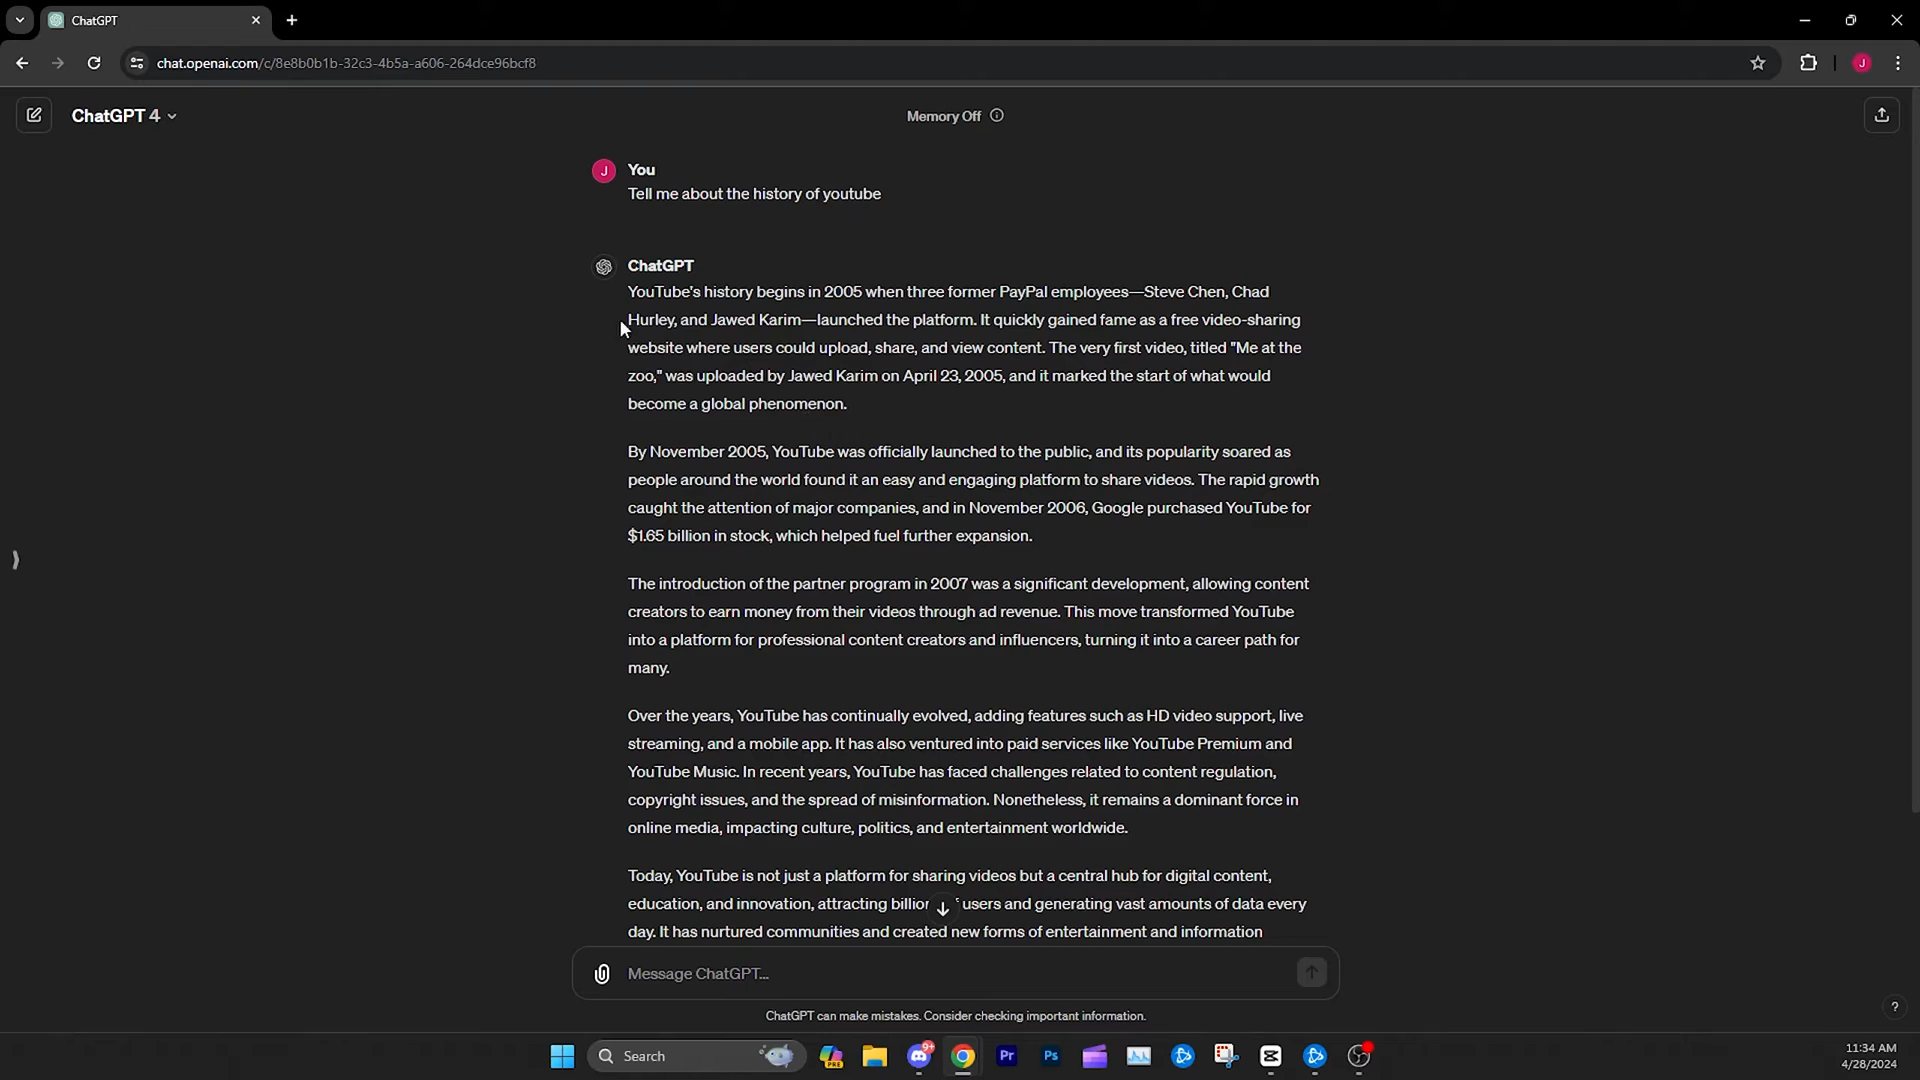 ChatGPT
chat.openai.com/c/8e8b0b1b-32c3-4b5a-a606-264dce96bcf8
J
ChatGPT 4
Memory Off
J
You
Tell me about the history of youtube
ChatGPT
YouTube's history begins in 2005 when three former PayPal employees—Steve Chen, Chad
Hurley, and Jawed Karim—launched the platform. It quickly gained fame as a free video-sharing
website where users could upload, share, and view content. The very first video, titled "Me at the
zoo," was uploaded by Jawed Karim on April 23, 2005, and it marked the start of what would
become a global phenomenon.
By November 2005, YouTube was officially launched to the public, and its popularity soared as
people around the world found it an easy and engaging platform to share videos. The rapid growth
caught the attention of major companies, and in November 2006, Google purchased YouTube for
$1.65 billion in stock, which helped fuel further expansion.
The introduction of the partner program in 2007 was a significant development, allowing content
creators to earn money from their videos through ad revenue. This move transformed YouTube
into a platform for professional content creators and influencers, turning it into a career path for
many.
Over the years, YouTube has continually evolved, adding features such as HD video support, live
streaming, and a mobile app. It has also ventured into paid services like YouTube Premium and
YouTube Music. In recent years, YouTube has faced challenges related to content regulation,
copyright issues, and the spread of misinformation. Nonetheless, it remains a dominant force in
online media, impacting culture, politics, and entertainment worldwide.
Today, YouTube is not just a platform for sharing videos but a central hub for digital content,
education, and innovation, attracting billion users and generating vast amounts of data every
day. It has nurtured communities and created new forms of entertainment and information
Message ChatGPT...
?
ChatGPT can make mistakes. Consider checking important information.
Search
PRE
9+
Pr
Ps
11:34 AM
4/28/2024